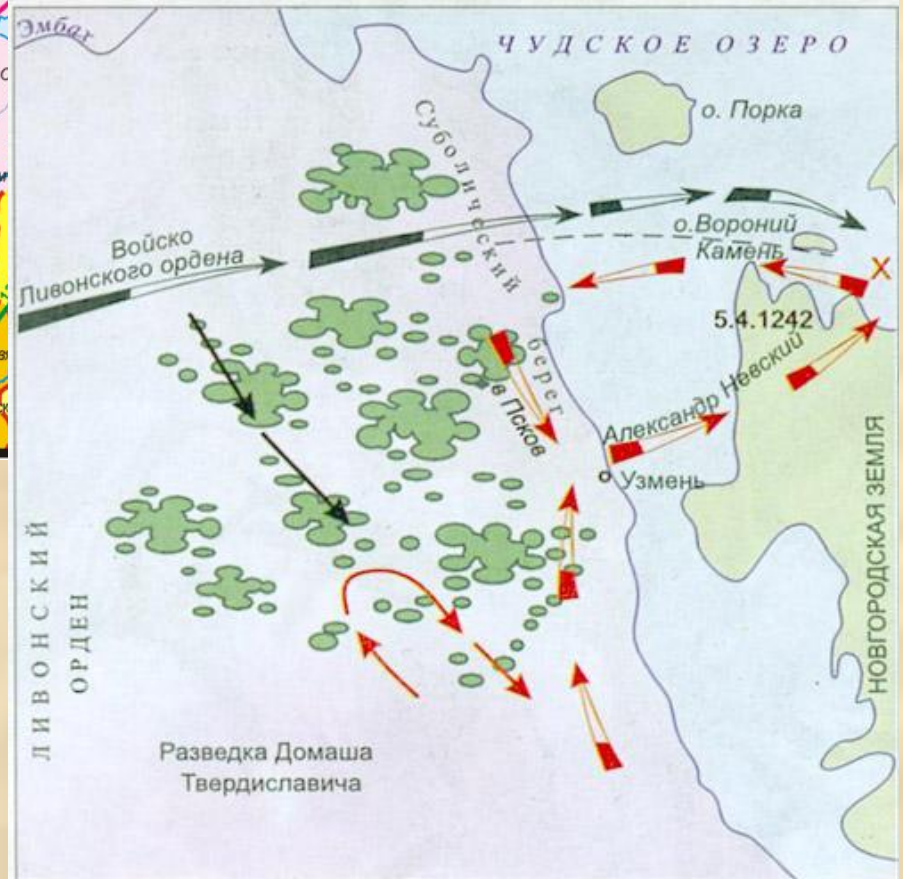 Эмбах
ЧУДСКОЕ ОЗЕРО
о. Порка
Суболический берег
Войско
Ливонского ордена
о.Вороний
Камень
X
5.4.1242
Александр Невский
в Псков
Узмень
НОВГОРОДСКАЯ ЗЕМЛЯ
ЛИВОНСКИЙ
ОРДЕН
Разведка Домаша
Твердиславича